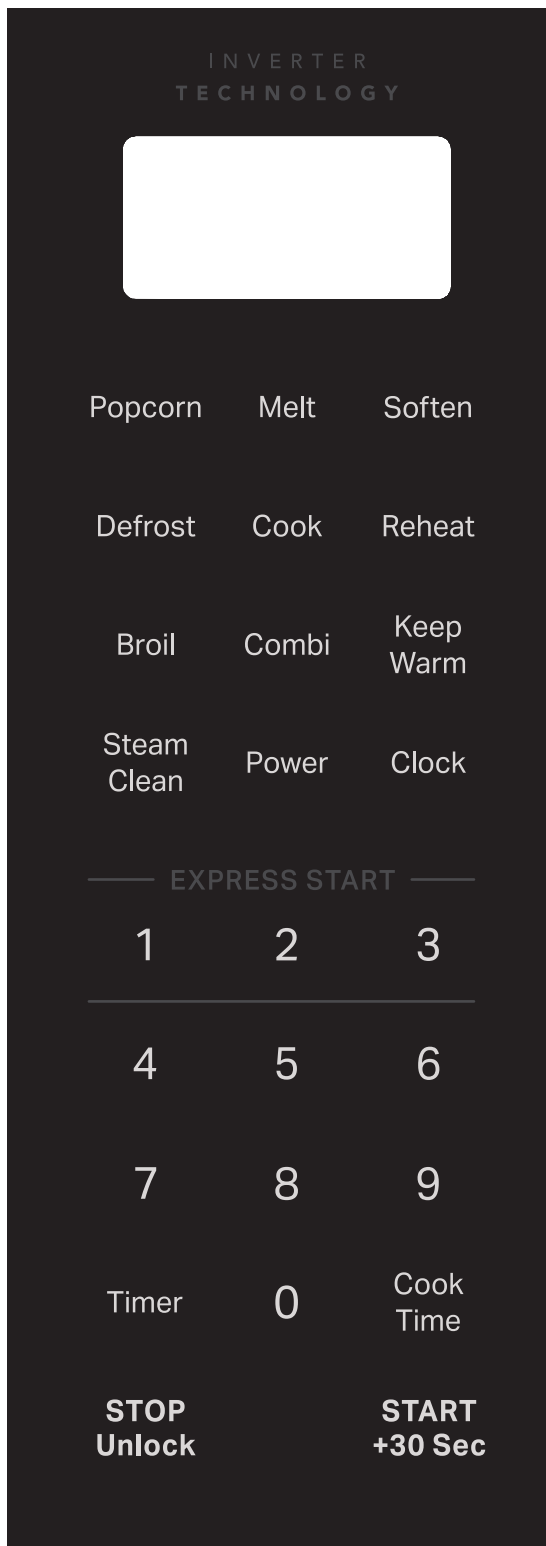 INVERTER
TECHNOLOGY
Popcorn Melt Soften
Defrost Cook Reheat
Broil Combi Keep
Warm
Steam
Clean Power Clock
EXPRESS START
1 2 3
4 5 6
7 8 9
Timer 0 Cook
Time
STOP START
Unlock +30 Sec